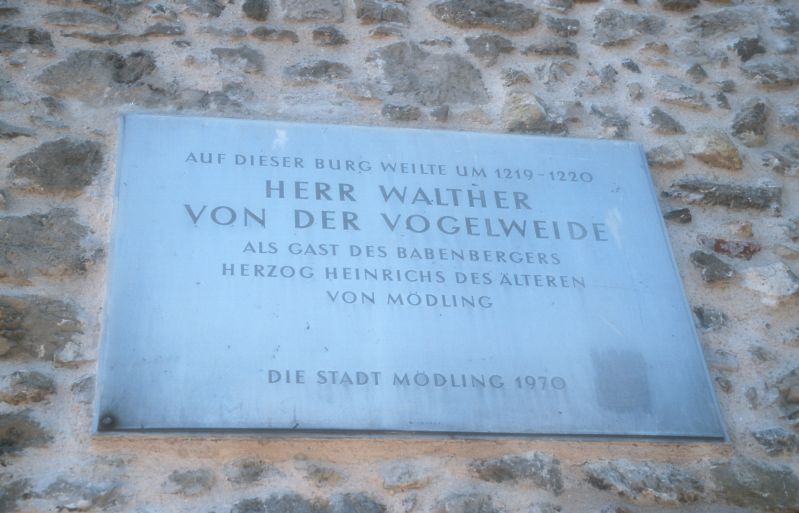 AUF DIESER BURG WEILTE UM 1219-1220
HERR WALTHER
VON DER VOGELWEIDE
ALS GAST DES BABENBERGERS
HERZOG HEINRICHS DES ÄLTEREN
VON MÖDLING
DIE STADT MÖDLING 1970